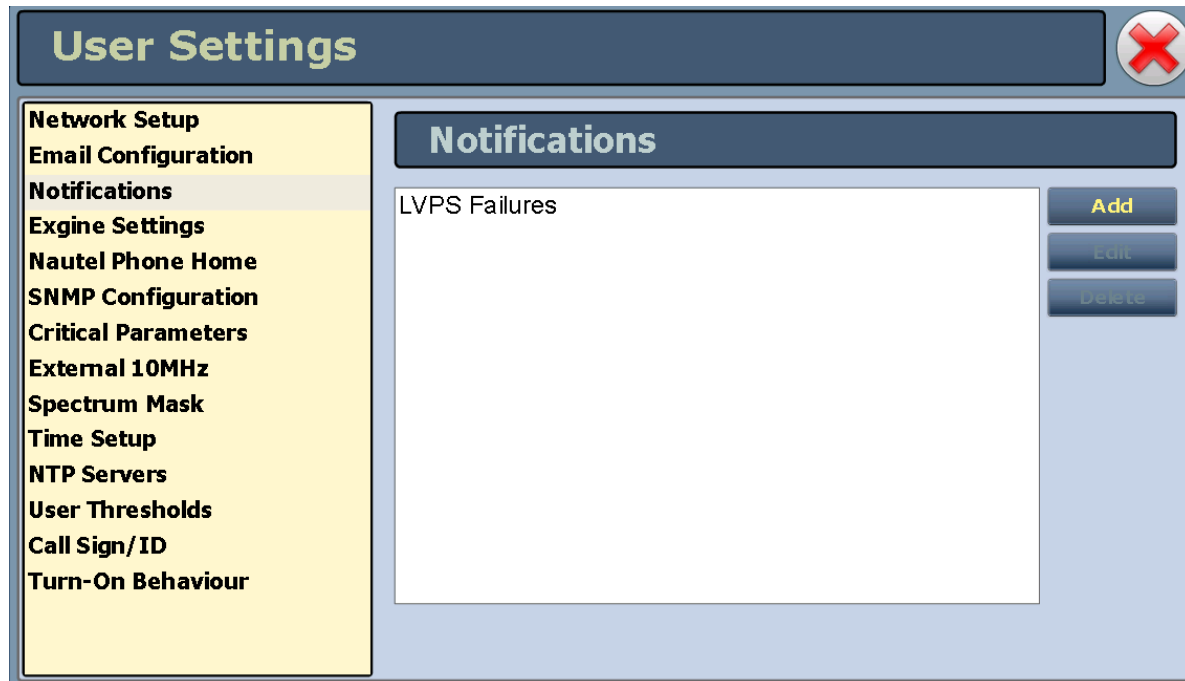 User Settings
Network Setup
Email Configuration
Notifications
Exgine Settings
Nautel Phone Home
SNMP Configuration
Critical Parameters
External 10MHz
Spectrum Mask
Time Setup
NTP Servers
User Thresholds
Call Sign/ID
Turn-On Behaviour
Notifications
LVPS Failures
Add
Edit
Delete